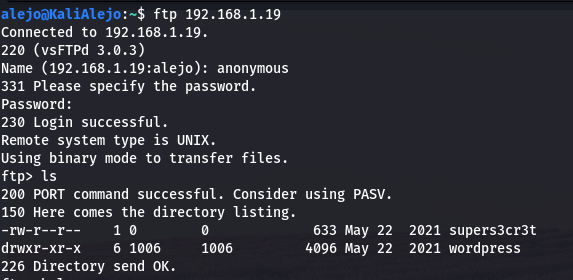 alejo@KaliAlejo:~$ ftp 192.168.1.19
Connected to 192.168.1.19.
220 (vsFTPd 3.0.3)
Name (192.168.1.19:alejo): anonymous
331 Please specify the password.
Password:
230 Login successful.
Remote system type is UNIX.
Using binary mode to transfer files.
ftp> ls
200 PORT command successful. Consider using PASV.
150 Here comes the directory listing.
-rw-r--r--    1 0        0             633 May 22  2021 supers3cr3t
drwxr-xr-x    6 1006     1006         4096 May 22  2021 wordpress
226 Directory send OK.